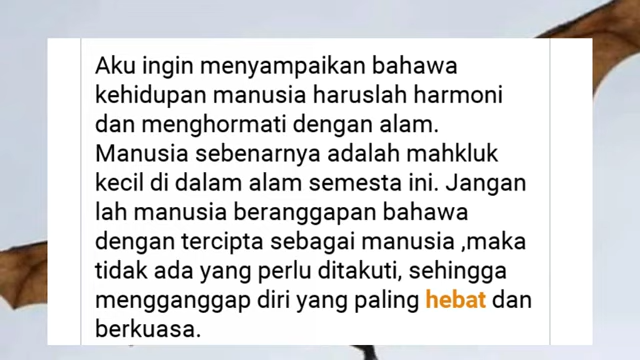 Aku ingin menyampaikan bahawa
kehidupan manusia haruslah harmoni
dan menghormati dengan alam.
Manusia sebenarnya adalah mahkluk
kecil di dalam alam semesta ini. Jangan
lah manusia beranggapan bahawa
dengan tercipta sebagai manusia ,maka
tidak ada yang perlu ditakuti, sehingga
mengganggap diri yang paling hebat dan
berkuasa.